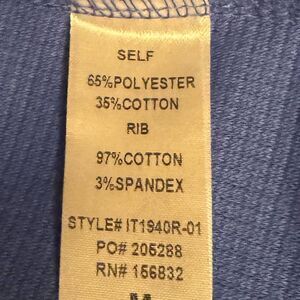 SELF
65%POLYESTER
35%COTTON
RIB
97%COTTON
3%SPANDEX
STYLE# IT1940R-01
PO# 205288
RN# 156832